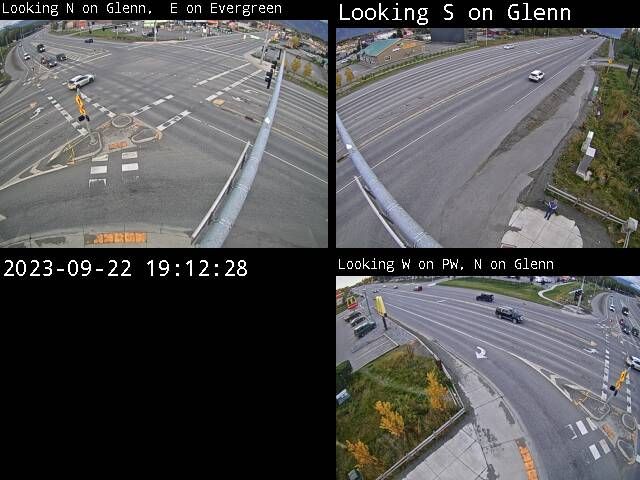 Looking N on Glenn, E on Evergreen
Looking S on Glenn
2023-09-22 19:12:28
Looking W on PW, N on Glenn